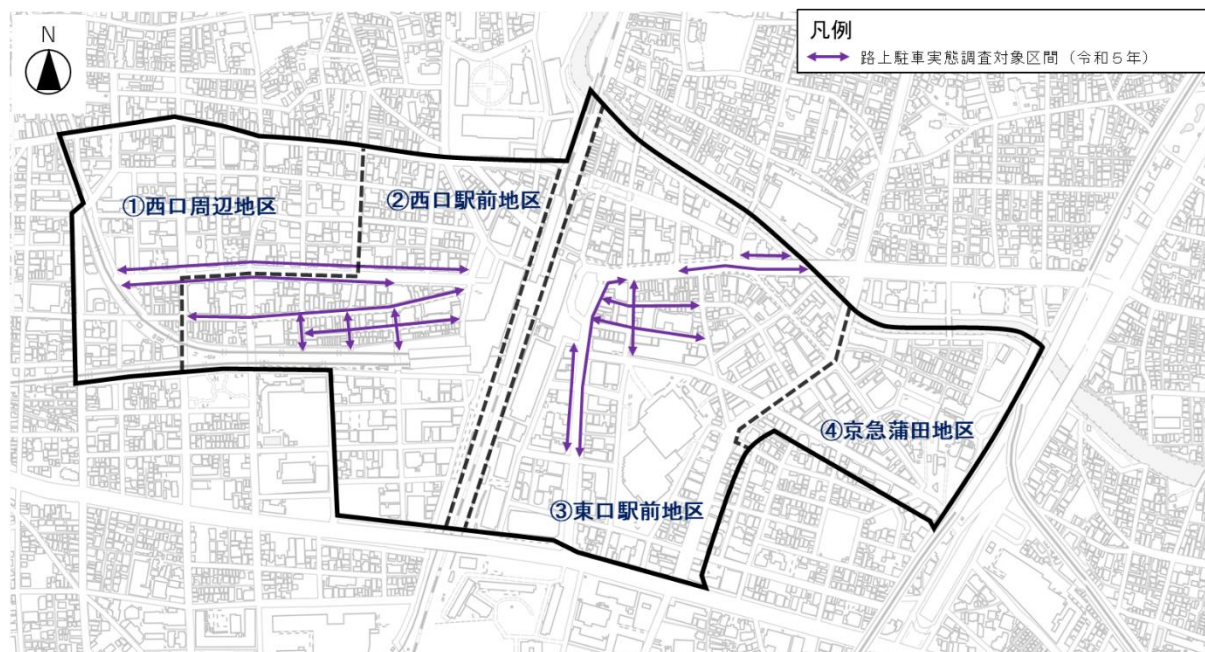 N
凡例
路上駐車実態調査対象区間（令和５年）
①西口周辺地区
②西口駅前地区
③東口駅前地区
④京急蒲田地区